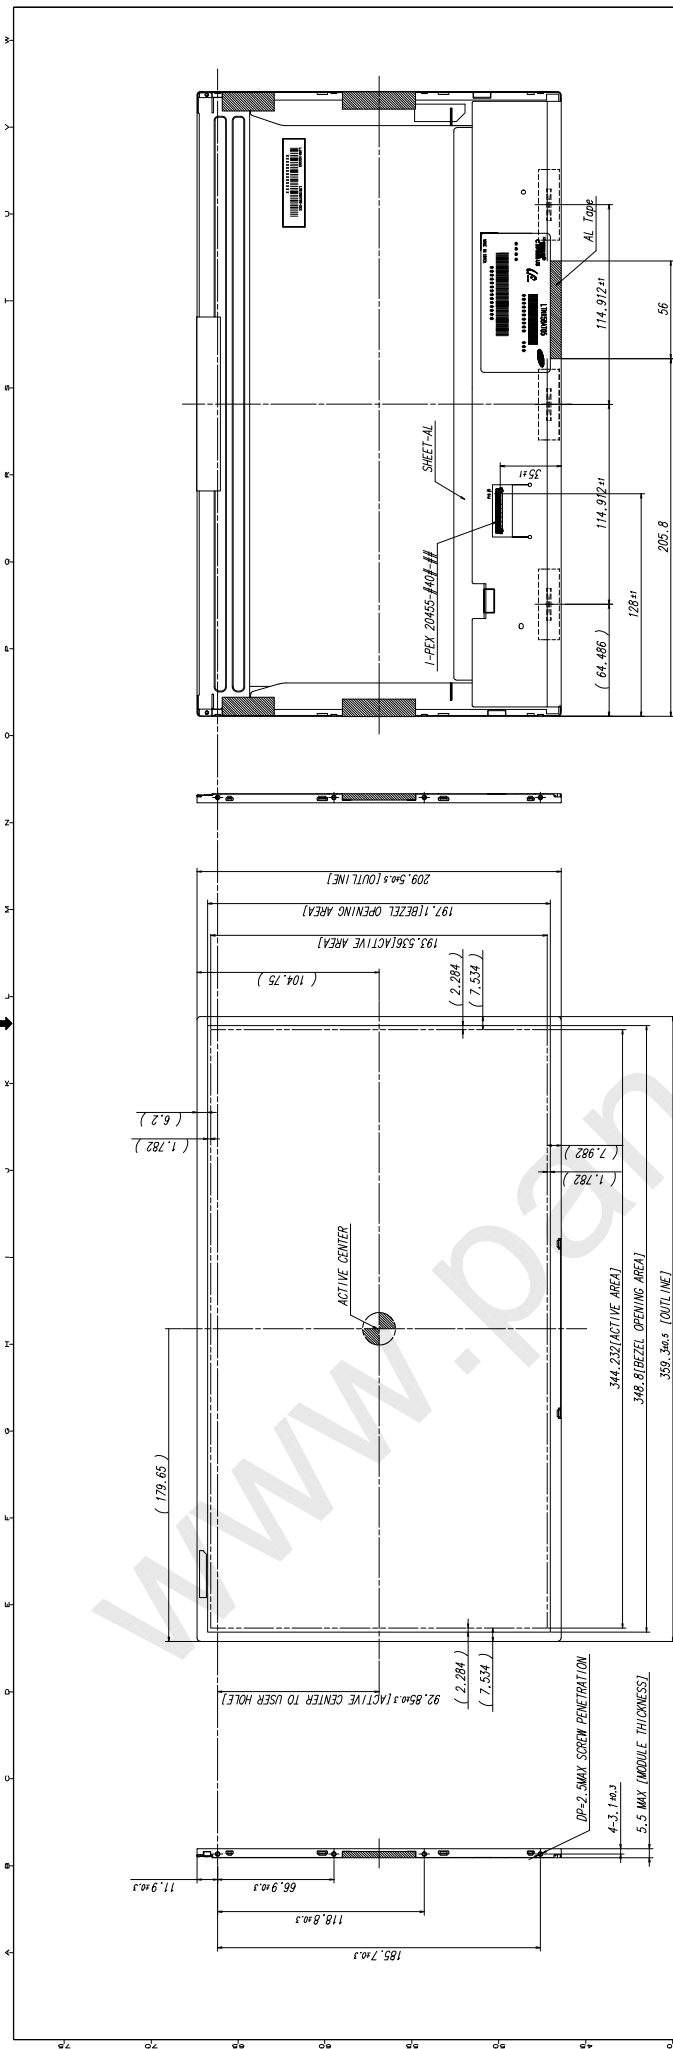 AL Tape
114.912±1
56
SHEET-AL
35±1
I-PEX 20455-#40#-##
114.912±1
205.8
128±1
( 64.486 )
LTN156AT05
209.5±0.5 [OUTLINE]
197.1[BEZEL OPENING AREA]
193.536[ACTIVE AREA]
( 104.75 )
( 2.284 )
( 7.534 )
( 6.2 )
( 1.782 )
( 7.982 )
( 1.782 )
ACTIVE CENTER
344.232[ACTIVE AREA]
348.8[BEZEL OPENING AREA]
359.3±0.5 [OUTLINE]
( 179.65 )
( 2.284 )
( 7.534 )
92.85±0.3 [ACTIVE CENTER TO USER HOLE]
DP=2.5MAX SCREW PENETRATION
4-3.1±0.3
5.5 MAX [MODULE THICKNESS]
11.9±0.3
66.9±0.3
118.8±0.3
185.7±0.3
www.pan